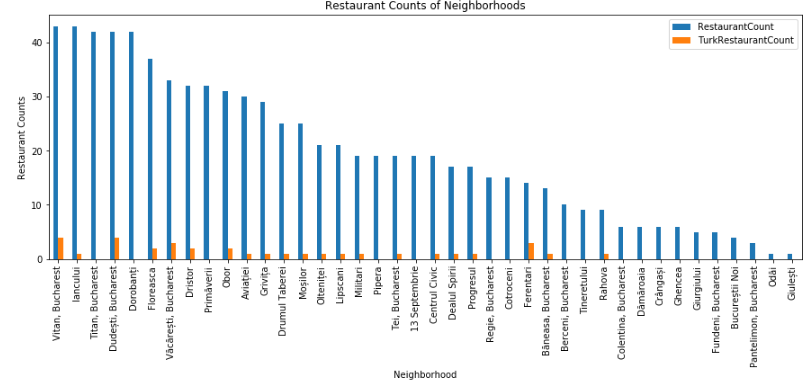 Restaurant Counts of Neighborhoods
RestaurantCount
TurkRestaurantCount
Restaurant Counts
40
30
20
10
0
Vitan, Bucharest
Iancului
Titan, Bucharest
Dudești, Bucharest
Dorobanți
Floreasca
Văcărești, Bucharest
Dristor
Primăverii
Obor
Aviației
Grivița
Drumul Taberei
Moșilor
Olteniței
Lipscani
Militari
Pipera
Tei, Bucharest
13 Septembrie
Centrul Civic
Dealul Spirii
Progresul
Regie, Bucharest
Cotroceni
Ferentari
Băneasa, Bucharest
Berceni, Bucharest
Tineretului
Rahova
Colentina, Bucharest
Dămăroaia
Crângași
Ghencea
Giurgiului
Fundeni, Bucharest
Bucureștii Noi
Pantelimon, Bucharest
Odăi
Giulești
Neighborhood